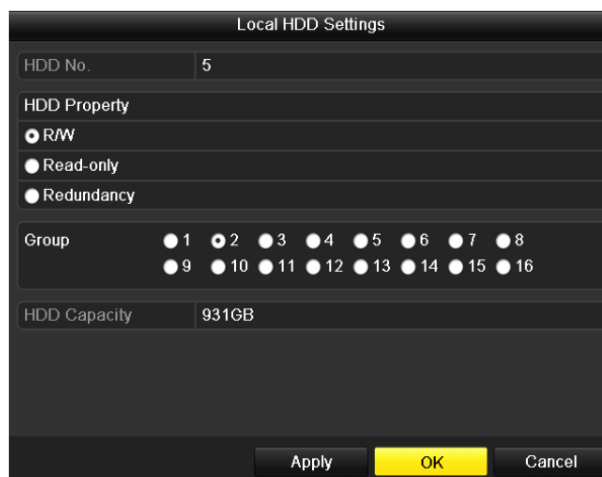 Local HDD Settings
HDD No. 5
HDD Property
R/W
Read-only
Redundancy
Group 1 2 3 4 5 6 7 8
9 10 11 12 13 14 15 16
HDD Capacity 931GB
Apply OK Cancel